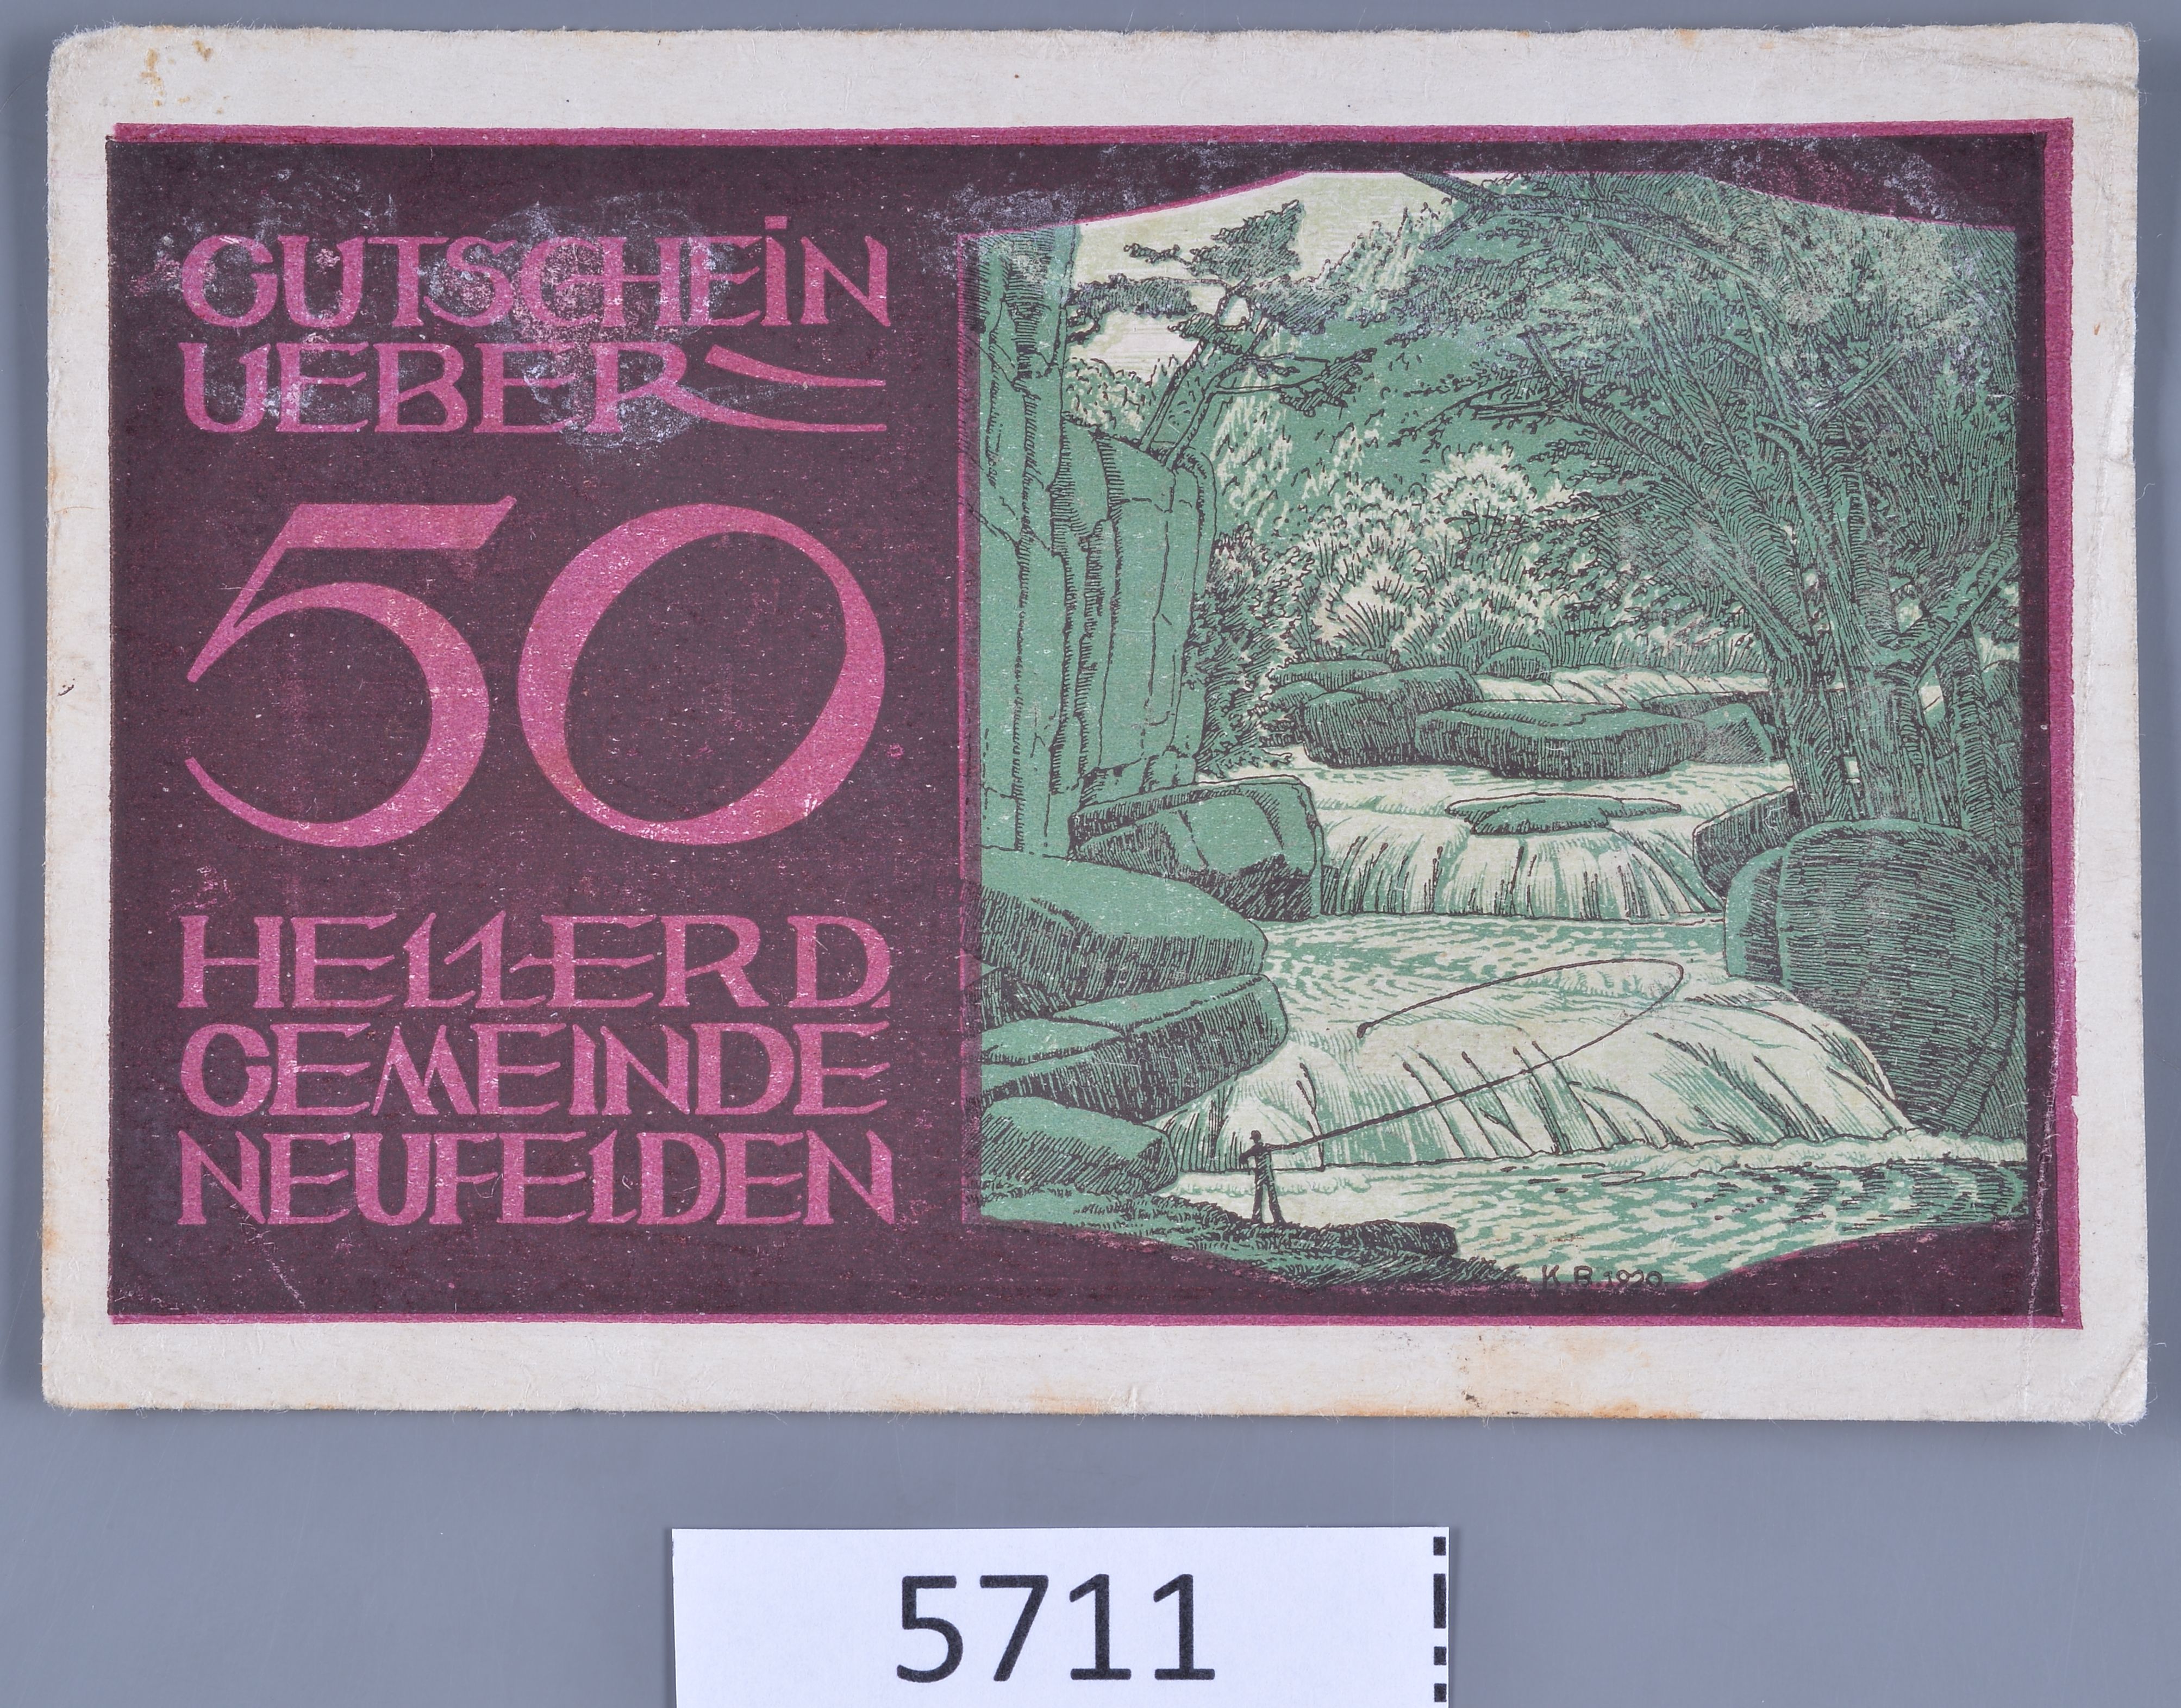 GUTSCHEIN
UEBER
50
HELLER D.
GEMEINDE
NEUFELDEN
K. B. 1920
5711